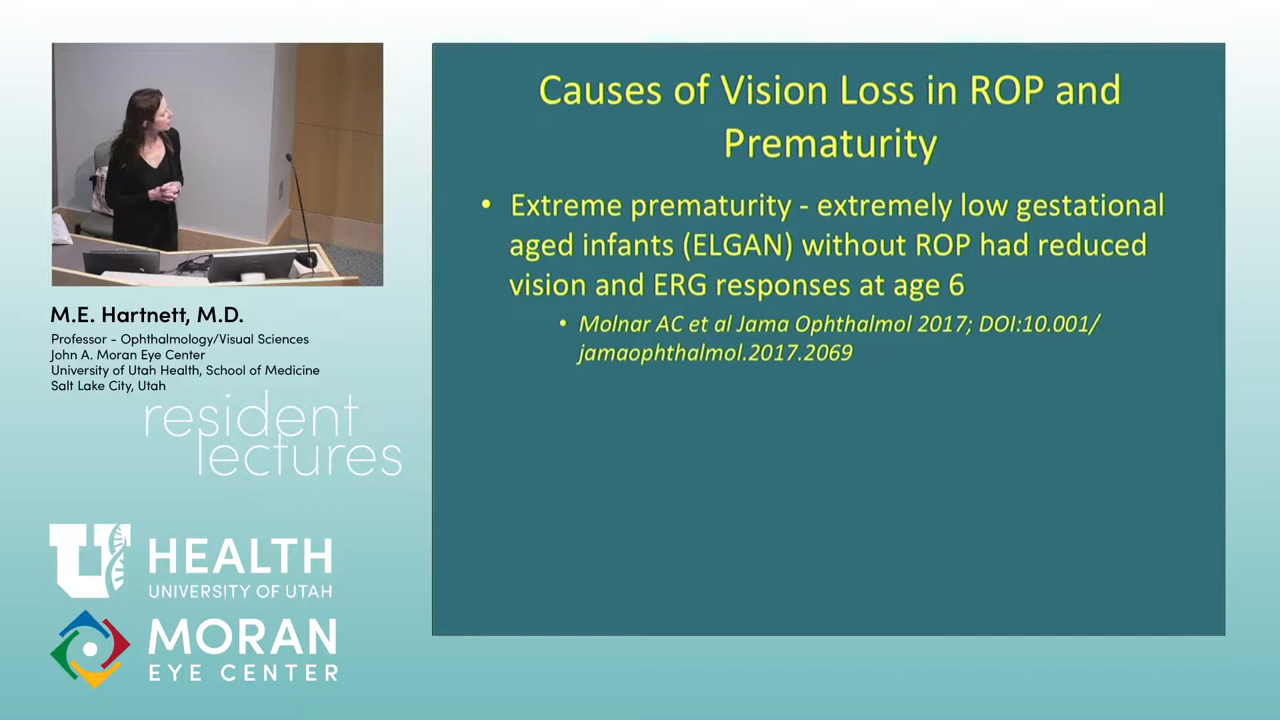 Causes of Vision Loss in ROP and
Prematurity
• Extreme prematurity - extremely low gestational
aged infants (ELGAN) without ROP had reduced
vision and ERG responses at age 6
• Molnar AC et al Jama Ophthalmol 2017; DOI:10.001/
jamaophthalmol.2017.2069
M.E. Hartnett, M.D.
Professor - Ophthalmology/Visual Sciences
John A. Moran Eye Center
University of Utah Health, School of Medicine
Salt Lake City, Utah
resident
lectures
U HEALTH
UNIVERSITY OF UTAH
MORAN
EYE CENTER